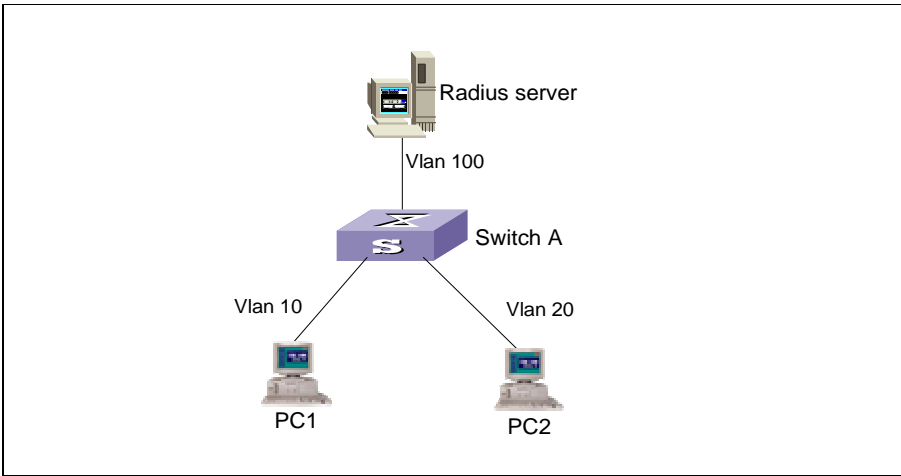 Radius server
Vlan 100
Switch A
S
Vlan 10
Vlan 20
PC1
PC2